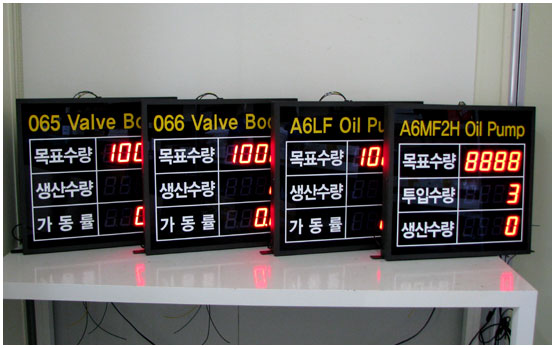 065 Valve Bo
목표수량 100
생산수량
가동률 0
066 Valve Bod
목표수량 100
생산수량
가동률 0.
A6LF Oil Pu
목표수량 10
생산수량
가동률
A6MF2H Oil Pump
목표수량 8888
투입수량 3
생산수량 0